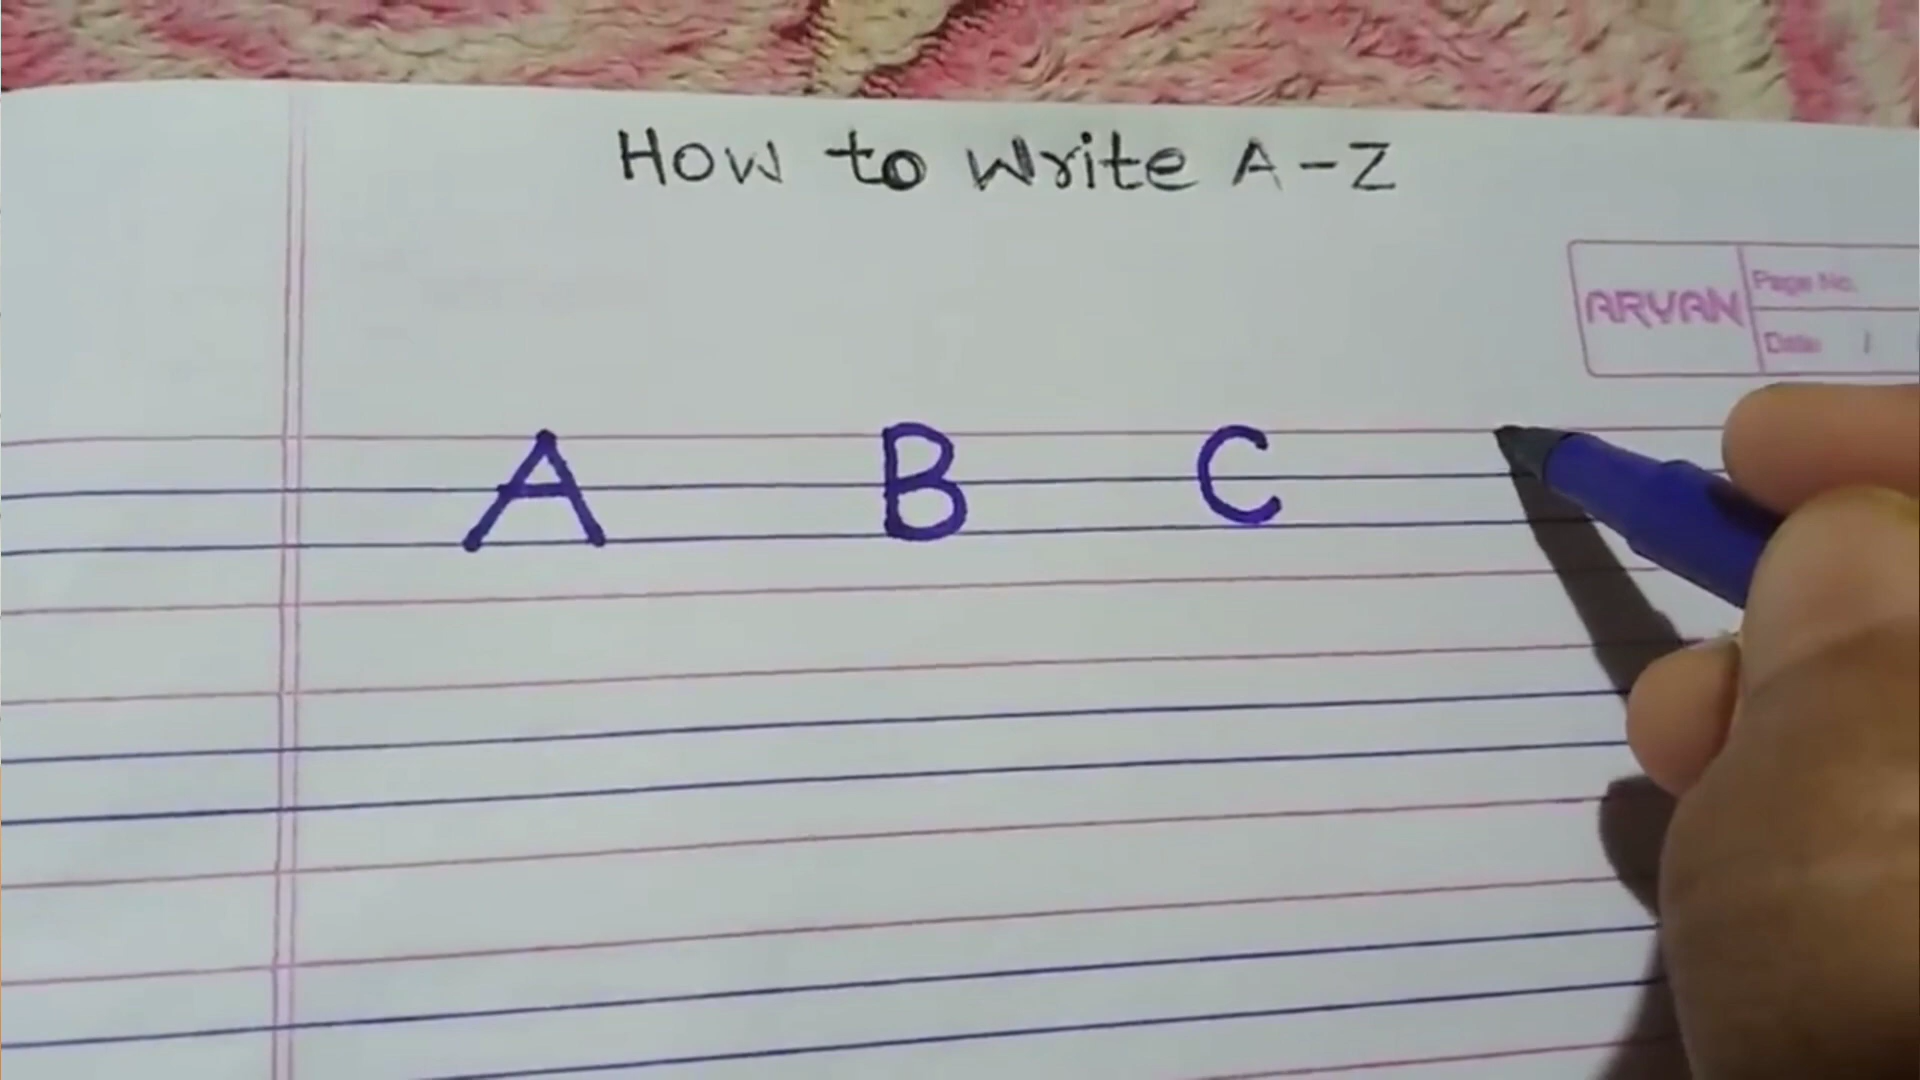 How to Write A-Z
ARYAN
Page No.
Date / /
A B C